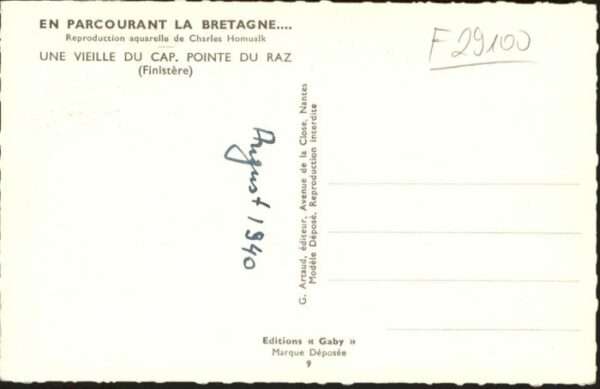 EN PARCOURANT LA BRETAGNE....
Reproduction aquarelle de Charles Homualk
UNE VIEILLE DU CAP. POINTE DU RAZ
(Finistère)
F 29100
August 1940
G. Artaud, éditeur, Avenue de la Close, Nantes
Modèle Déposé, Reproduction interdite
Editions « Gaby »
Marque Déposée
9